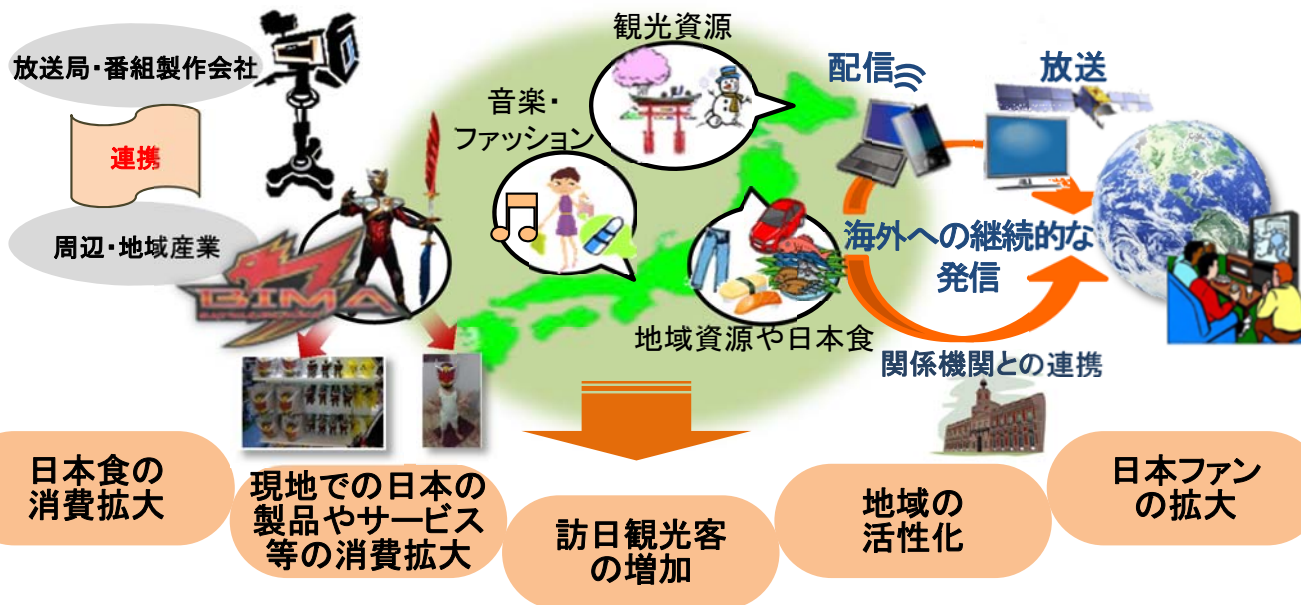 放送局・番組製作会社
連携
周辺・地域産業
BIMA
観光資源
音楽・
ファッション
地域資源や日本食
配信
放送
海外への継続的な
発信
関係機関との連携
日本食の
消費拡大
現地での日本の
製品やサービス
等の消費拡大
訪日観光客
の増加
地域の
活性化
日本ファン
の拡大